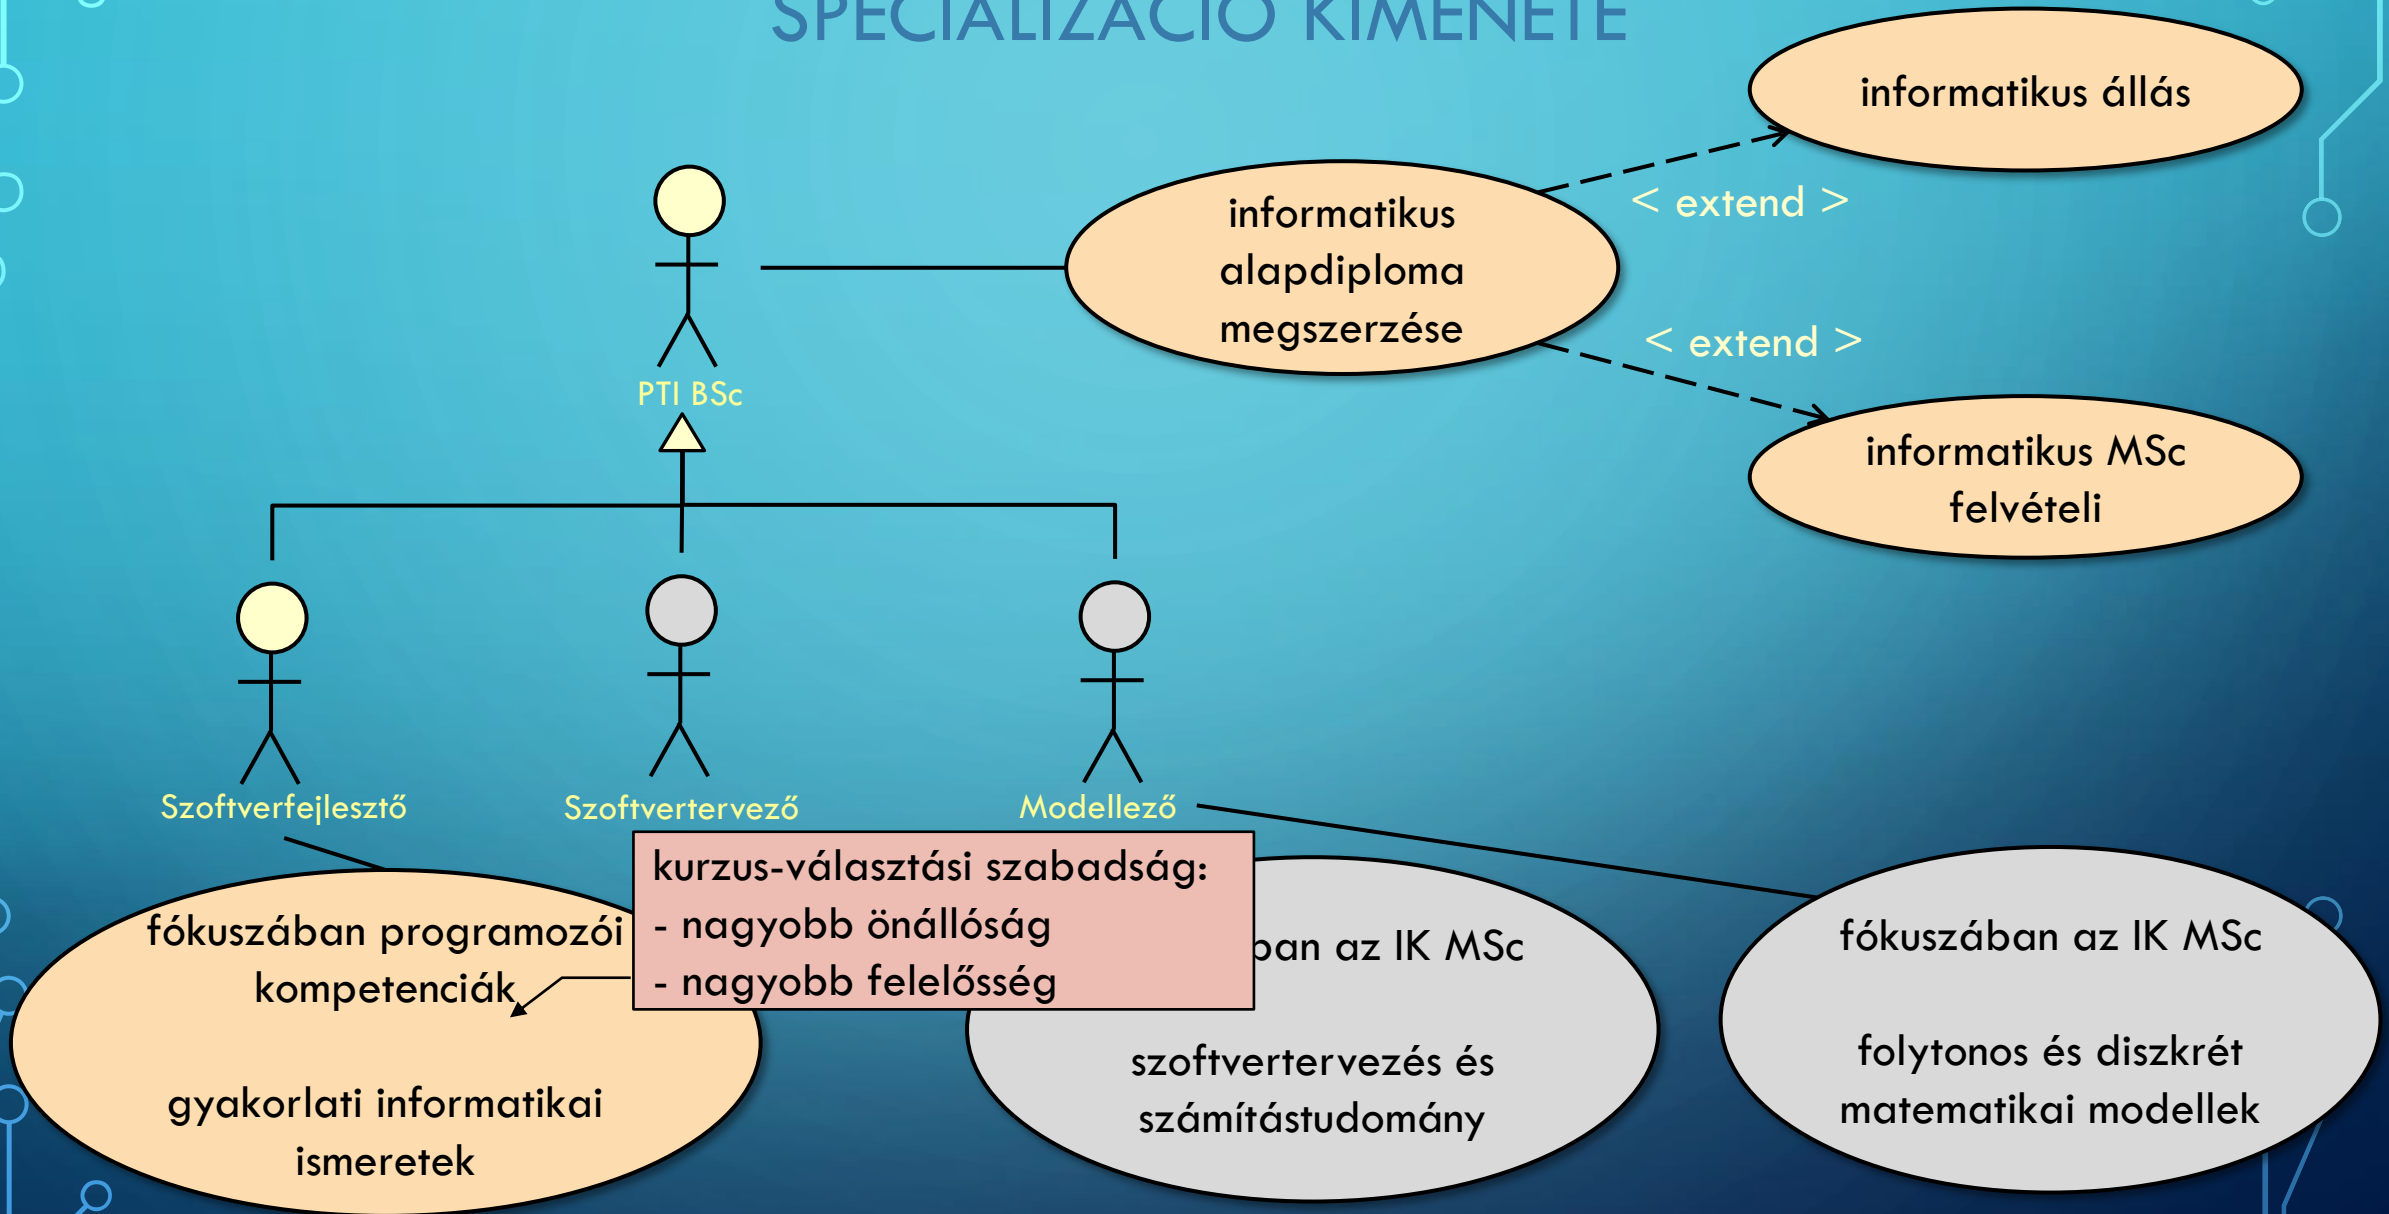 SPECIALIZÁCIÓ KIMENETE
informatikus állás
< extend >
informatikus
alapdiploma
megszerzése
< extend >
PTI BSc
informatikus MSc
felvételi
Szoftverfejlesztő
Szoftvertervező
Modellező
kurzus-választási szabadság:
- nagyobb önállóság
- nagyobb felelősség
fókuszában programozói
kompetenciák
gyakorlati informatikai
ismeretek
az IK MSc
szoftvertervezés és
számítástudomány
fókuszában az IK MSc
folytonos és diszkrét
matematikai modellek